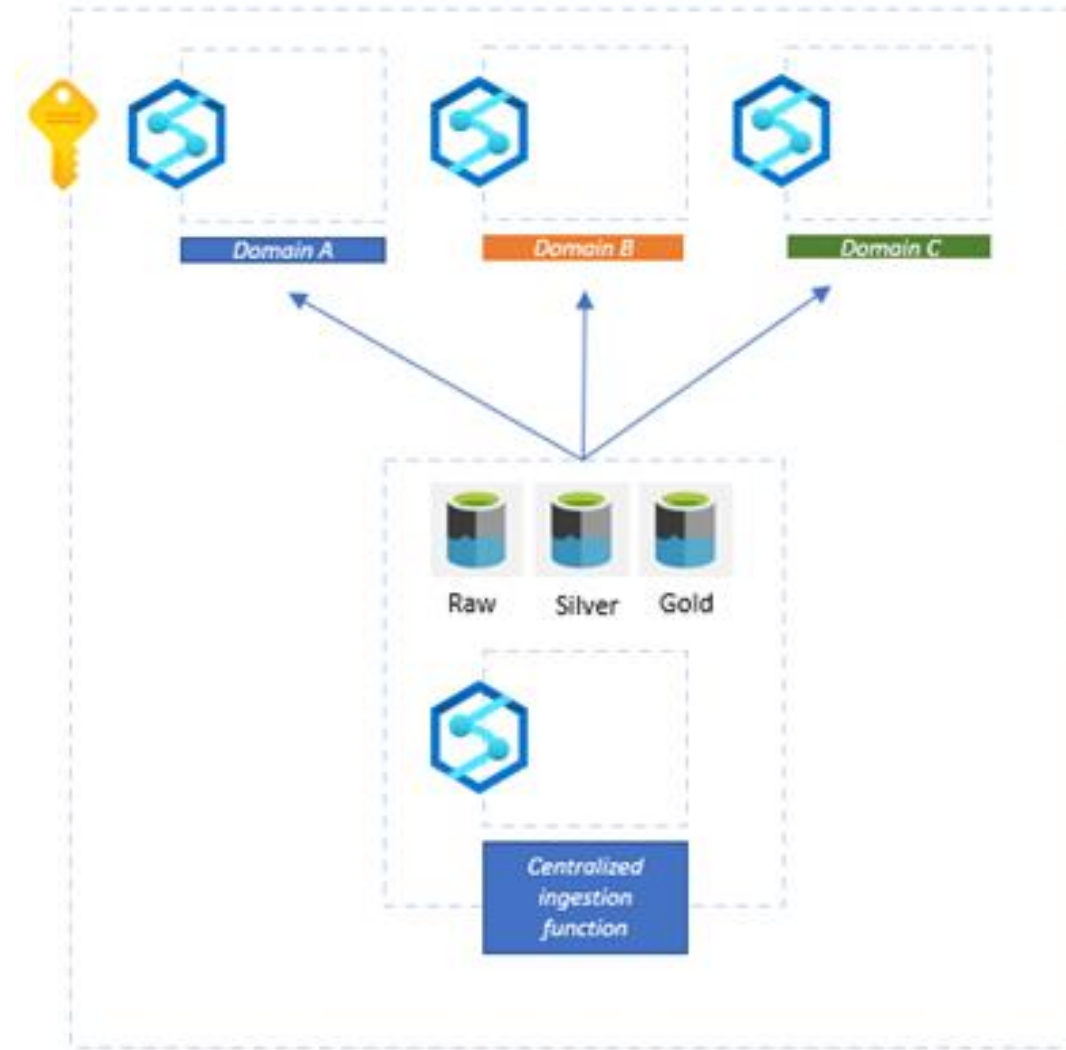 Domain A
Domain B
Domain C
Raw
Silver
Gold
Centralized
ingestion
function